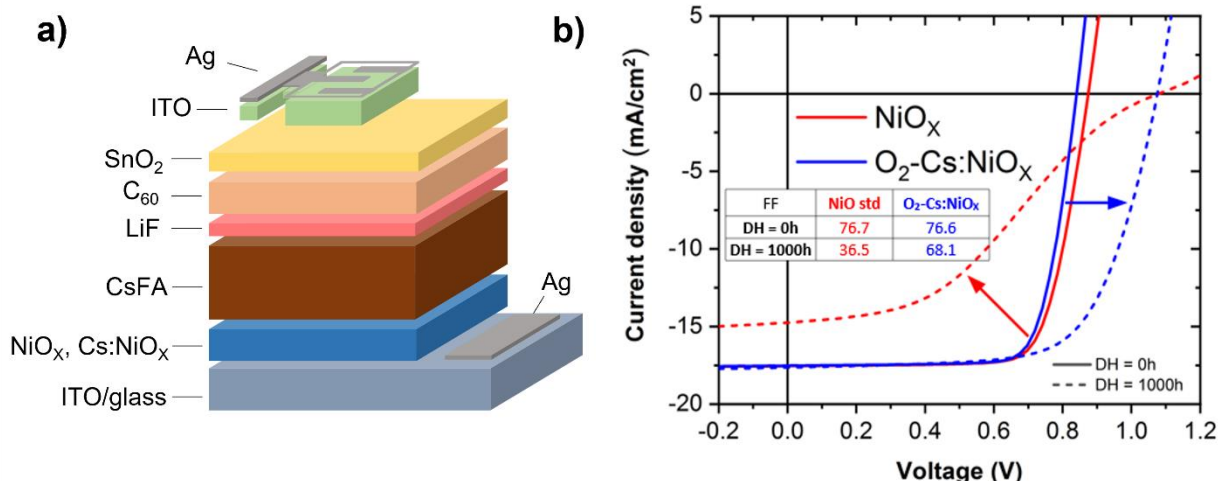 a)
Ag
ITO
SnO₂
C₆₀
LiF
CsFA
Ag
NiOₓ, Cs:NiOₓ
ITO/glass
b)
Current density (mA/cm²)
5
0
-5
-10
-15
-20
NiOₓ
O₂-Cs:NiOₓ
FF NiO std O₂-Cs:NiOₓ
DH = 0h 76.7 76.6
DH = 1000h 36.5 68.1
DH = 0h
DH = 1000h
-0.2 0.0 0.2 0.4 0.6 0.8 1.0 1.2
Voltage (V)